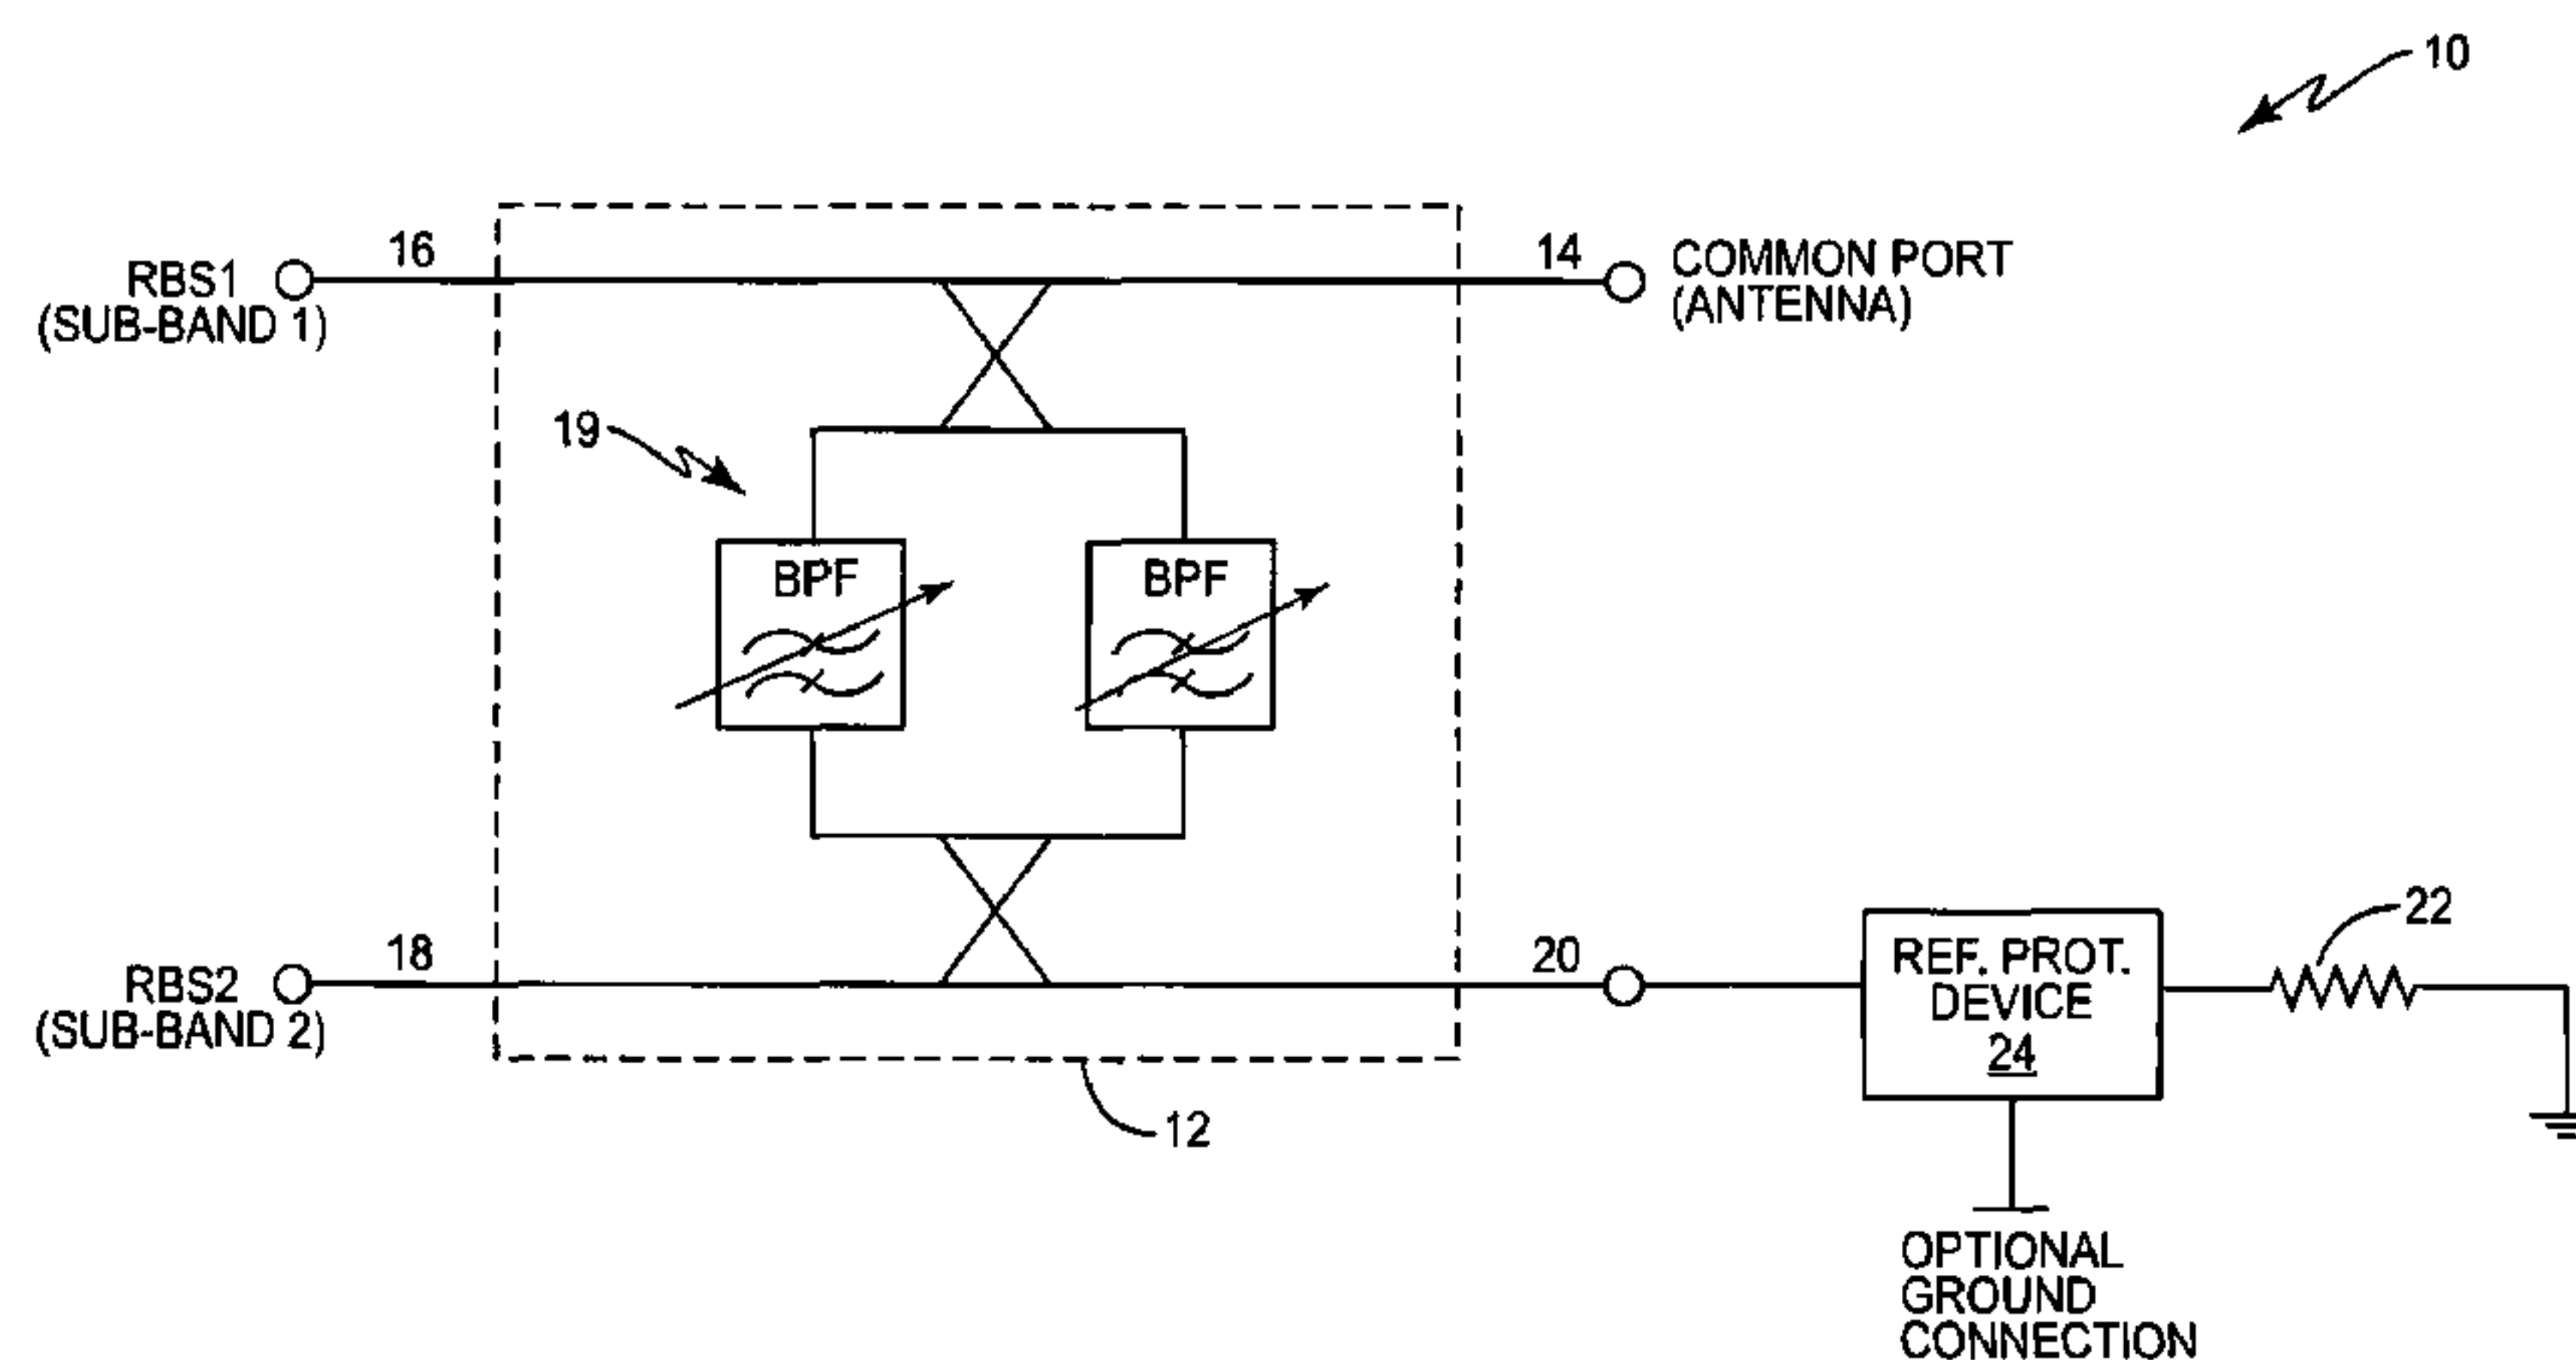 10
16
RBS1
(SUB-BAND 1)
14
COMMON PORT
(ANTENNA)
19
BPF
BPF
18
RBS2
(SUB-BAND 2)
20
REF. PROT.
DEVICE
24
22
12
OPTIONAL
GROUND
CONNECTION